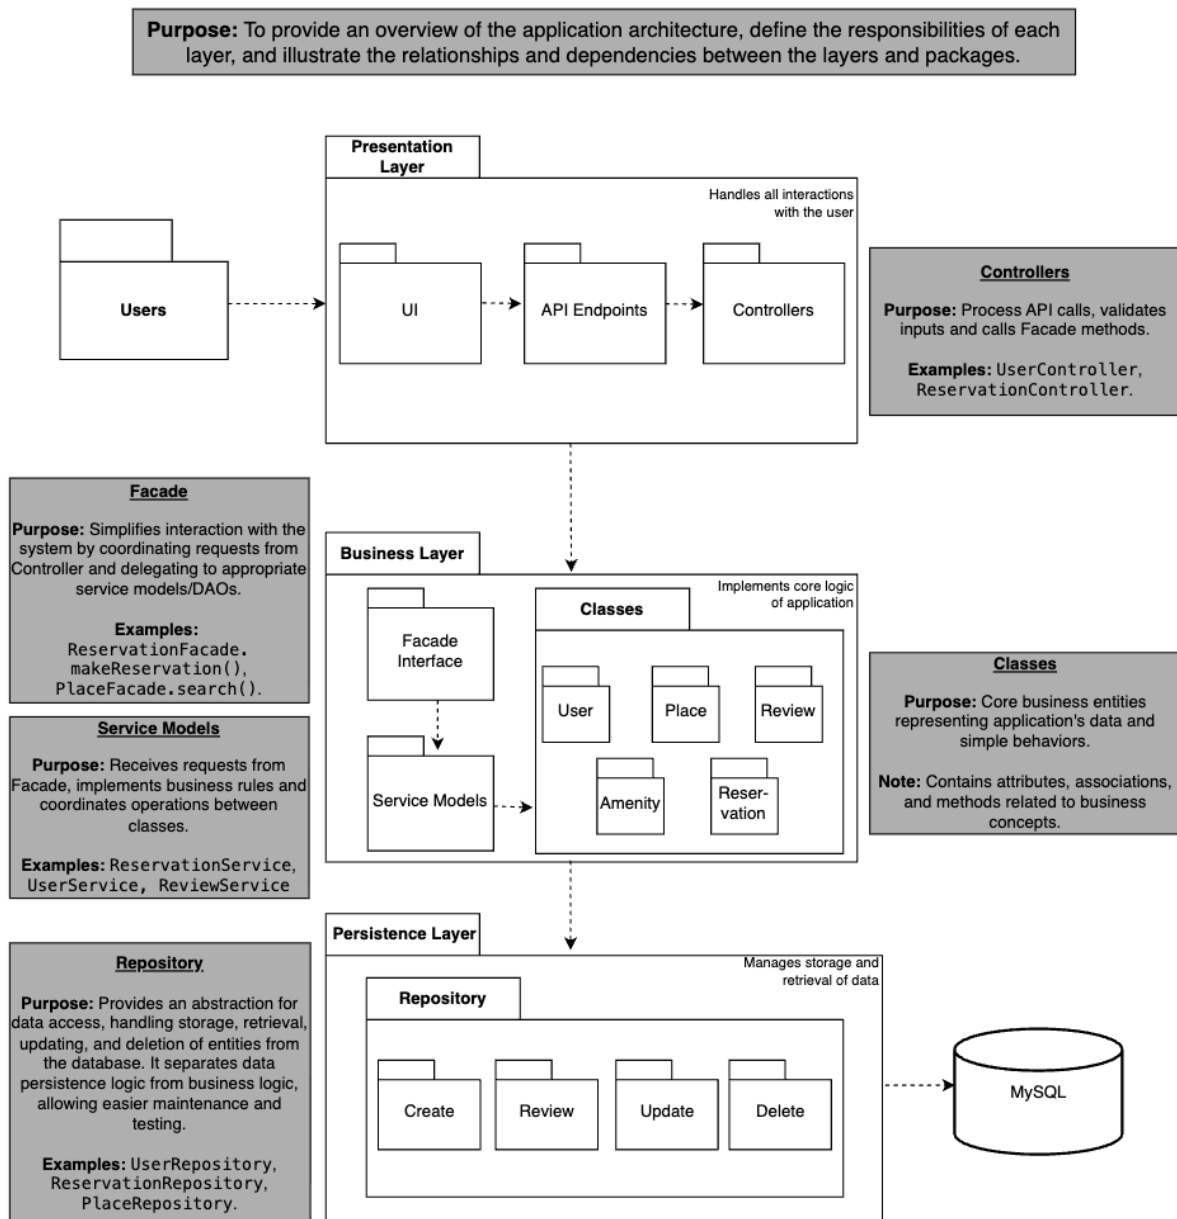 Purpose: To provide an overview of the application architecture, define the responsibilities of each
layer, and illustrate the relationships and dependencies between the layers and packages.
Presentation
Layer
Handles all interactions
with the user
Users
UI
API Endpoints
Controllers
Controllers
Purpose: Process API calls, validates
inputs and calls Facade methods.
Examples: UserController,
ReservationController.
Facade
Purpose: Simplifies interaction with the
system by coordinating requests from
Controller and delegating to appropriate
service models/DAOs.
Examples:
ReservationFacade.
makeReservation(),
PlaceFacade.search().
Business Layer
Implements core logic
of application
Facade
Interface
Classes
User
Place
Review
Service Models
Amenity
Reser-
vation
Classes
Purpose: Core business entities
representing application's data and
simple behaviors.
Note: Contains attributes, associations,
and methods related to business
concepts.
Service Models
Purpose: Receives requests from
Facade, implements business rules and
coordinates operations between
classes.
Examples: ReservationService,
UserService, ReviewService
Persistence Layer
Manages storage and
retrieval of data
Repository
Create
Review
Update
Delete
MySQL
Repository
Purpose: Provides an abstraction for
data access, handling storage, retrieval,
updating, and deletion of entities from
the database. It separates data
persistence logic from business logic,
allowing easier maintenance and
testing.
Examples: UserRepository,
ReservationRepository,
PlaceRepository.